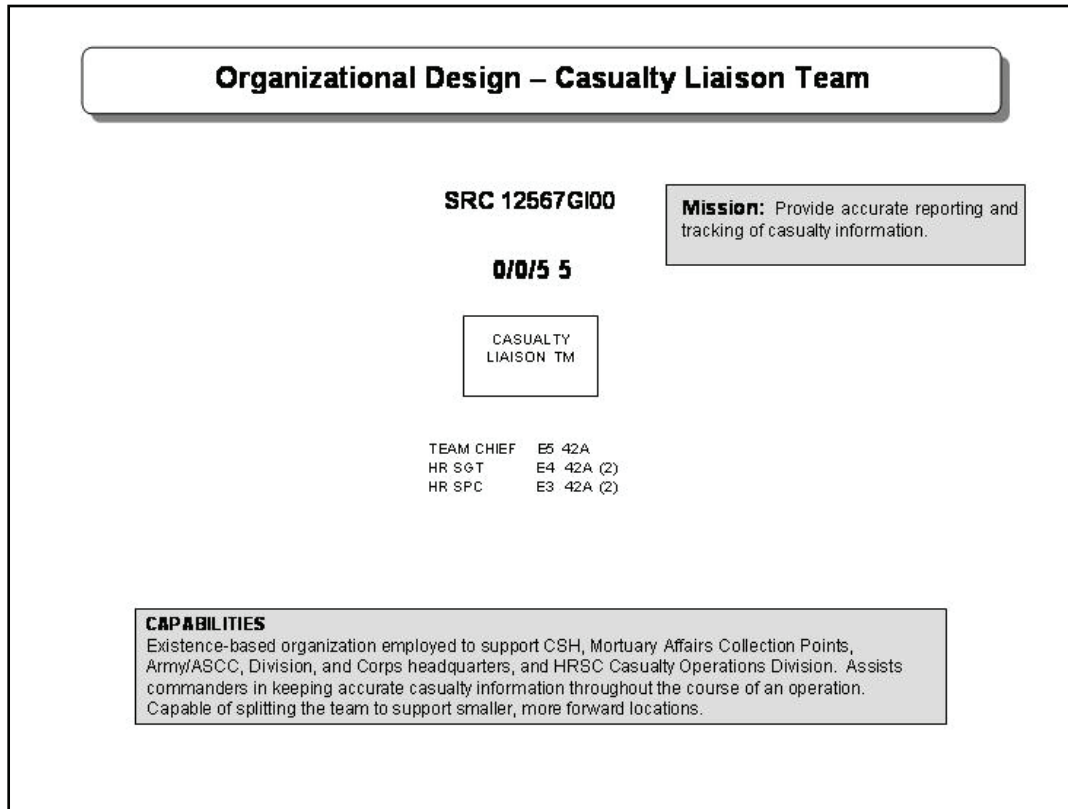 Organizational Design – Casualty Liaison Team
SRC 12567GI00
Mission: Provide accurate reporting and
tracking of casualty information.
0/0/5 5
CASUALTY
LIAISON TM
TEAM CHIEF E5 42A
HR SGT E4 42A (2)
HR SPC E3 42A (2)
CAPABILITIES
Existence-based organization employed to support CSH, Mortuary Affairs Collection Points,
Army/ASCC, Division, and Corps headquarters, and HRSC Casualty Operations Division. Assists
commanders in keeping accurate casualty information throughout the course of an operation.
Capable of splitting the team to support smaller, more forward locations.